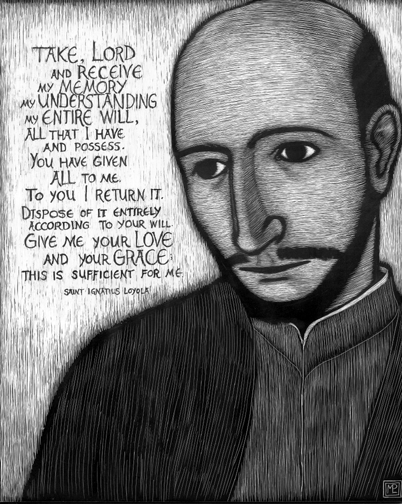 TAKE, LORD
AND RECEIVE
MY MEMORY
MY UNDERSTANDING
MY ENTIRE WILL,
ALL THAT I HAVE
AND POSSESS.
YOU HAVE GIVEN
ALL TO ME.
TO YOU I RETURN IT.
DISPOSE OF IT ENTIRELY
ACCORDING TO YOUR WILL.
GIVE ME YOUR LOVE
AND YOUR GRACE;
THIS IS SUFFICIENT FOR ME.
SAINT IGNATIUS LOYOLA